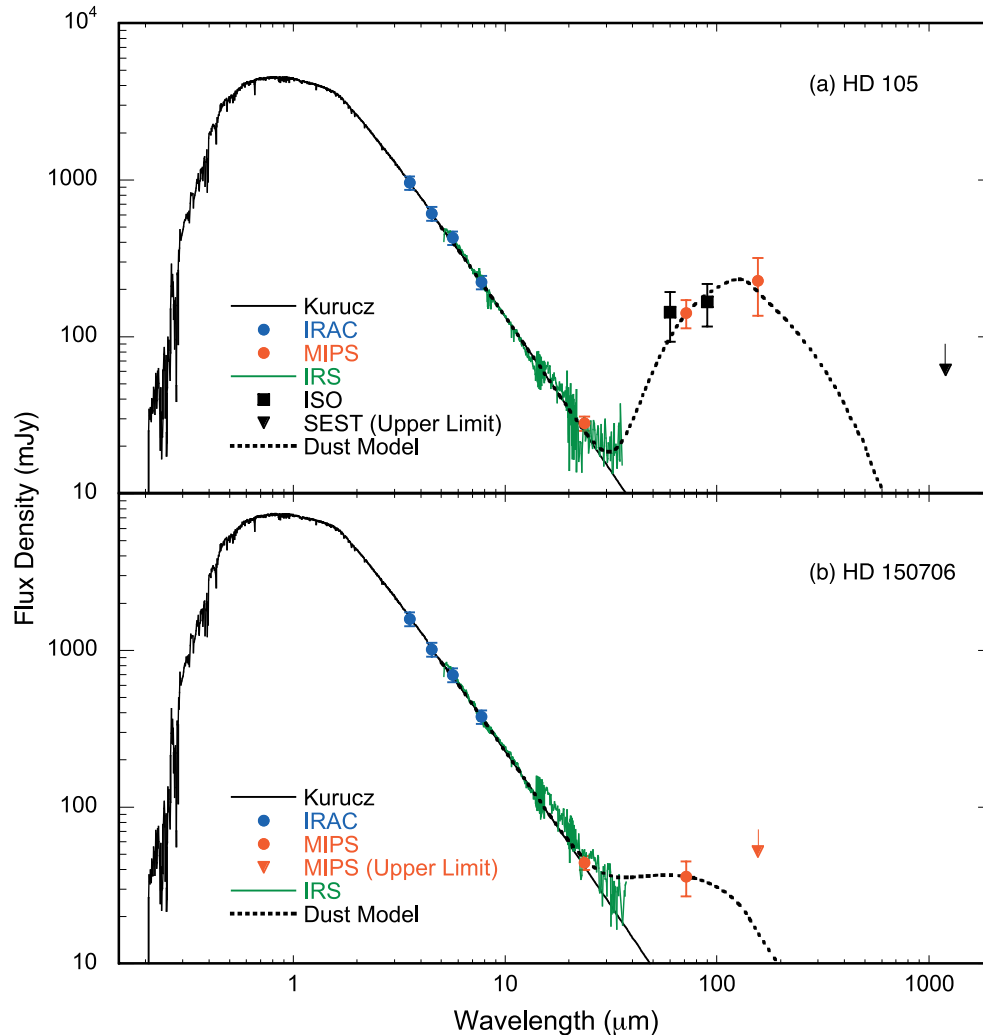 10^4
1000
100
10
(a) HD 105
Kurucz
IRAC
MIPS
IRS
ISO
SEST (Upper Limit)
Dust Model
Flux Density (mJy)
1000
100
10
(b) HD 150706
Kurucz
IRAC
MIPS
MIPS (Upper Limit)
IRS
Dust Model
1
10
100
1000
Wavelength (μm)